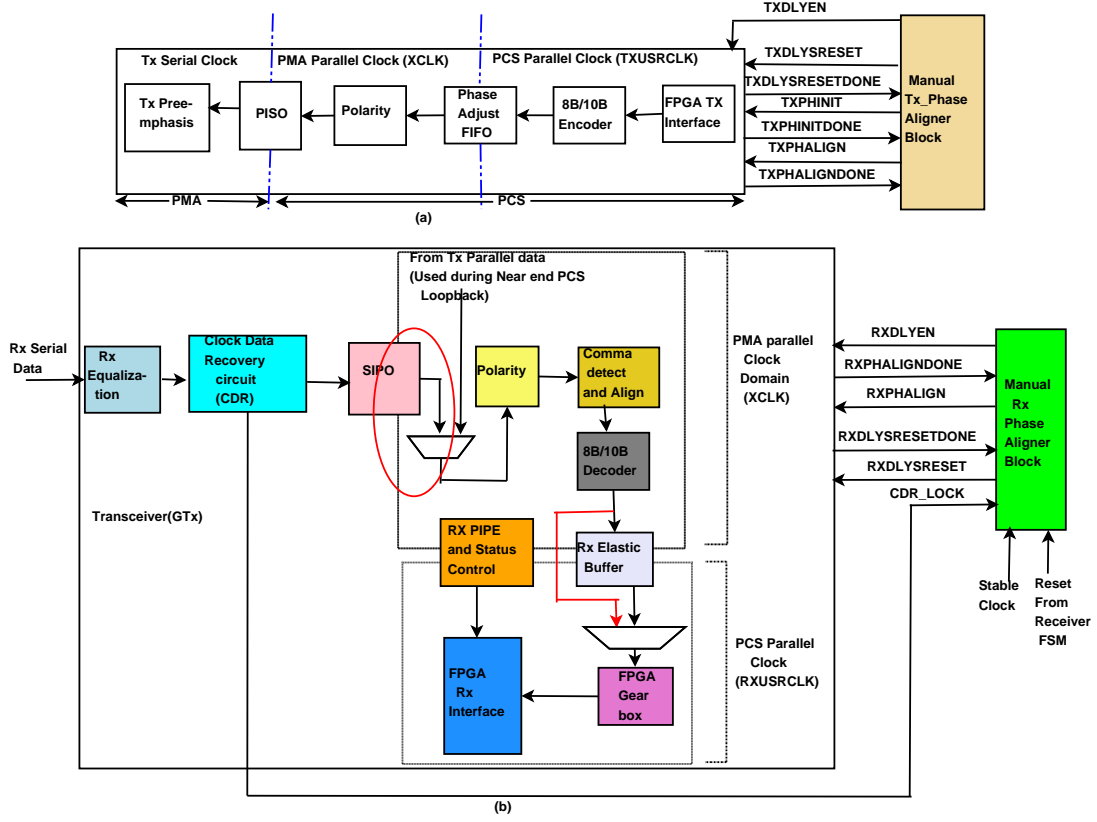 TXDLYEN
Tx Serial Clock
PMA Parallel Clock (XCLK)
PCS Parallel Clock (TXUSRCLK)
Tx Pre-
emphasis
PISO
Polarity
Phase
Adjust
FIFO
8B/10B
Encoder
FPGA TX
Interface
TXDLYSRESET
TXDLYSRESETDONE
TXPHINIT
TXPHINITDONE
TXPHALIGN
TXPHALIGNDONE
Manual
Tx_Phase
Aligner
Block
PMA
PCS
(a)
From Tx Parallel data
(Used during Near end PCS
Loopback)
Rx Serial
Data
Rx
Equaliza-
tion
Clock Data
Recovery
circuit
(CDR)
SIPO
Polarity
Comma
detect
and Align
8B/10B
Decoder
PMA parallel
Clock
Domain
(XCLK)
RXDLYEN
RXPHALIGNDONE
RXPHALIGN
RXDLYSRESETDONE
RXDLYSRESET
CDR_LOCK
Manual
Rx
Phase
Aligner
Block
Transceiver(GTx)
RX PIPE
and Status
Control
Rx Elastic
Buffer
Stable
Clock
Reset
From
Receiver
FSM
PCS Parallel
Clock
(RXUSRCLK)
FPGA
Rx
Interface
FPGA
Gear
box
(b)